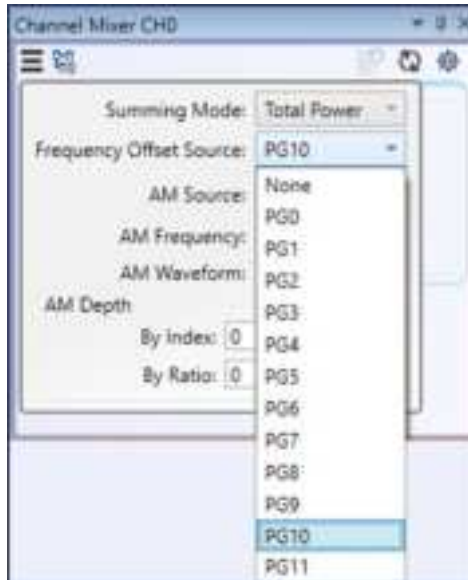 Channel Mixer CH0
Summing Mode: Total Power
Frequency Offset Source: PG10
AM Source:
AM Frequency:
AM Waveform:
AM Depth
By Index: 0
By Ratio: 0
None
PG0
PG1
PG2
PG3
PG4
PG5
PG6
PG7
PG8
PG9
PG10
PG11